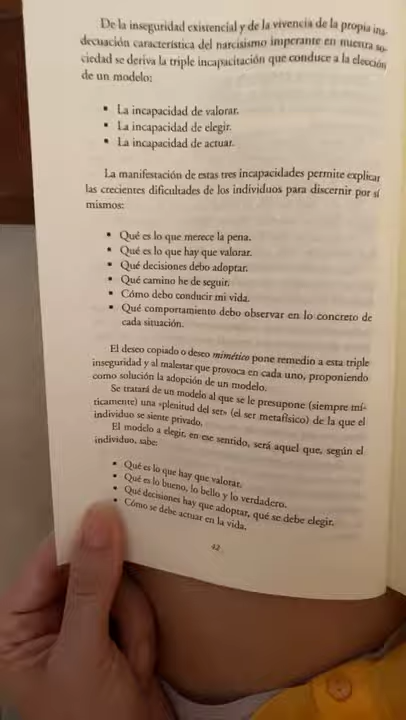 De la inseguridad existencial y de la vivencia de la propia ina-
decuación característica del narcisismo imperante en nuestra so-
ciedad se deriva la triple incapacitación que conduce a la elección
de un modelo:
• La incapacidad de valorar.
• La incapacidad de elegir.
• La incapacidad de actuar.
La manifestación de estas tres incapacidades permite explicar
las crecientes dificultades de los individuos para discernir por sí
mismos:
• Qué es lo que merece la pena.
• Qué es lo que hay que valorar.
• Qué decisiones debo adoptar.
• Qué camino he de seguir.
• Cómo debo conducir mi vida.
• Qué comportamiento debo observar en lo concreto de
cada situación.
El deseo copiado o deseo mimético pone remedio a esta triple
inseguridad y al malestar que provoca en cada uno, proponiendo
como solución la adopción de un modelo.
Se tratará de un modelo al que se le presupone (siempre mí-
ticamente) una «plenitud del ser» (el ser metafísico) de la que el
individuo se siente privado.
El modelo a elegir, en ese sentido, será aquel que, según el
individuo, sabe:
• Qué es lo que hay que valorar.
• Qué es lo bueno, lo bello y lo verdadero.
• Qué decisiones hay que adoptar, qué se debe elegir.
• Cómo se debe actuar en la vida.
42